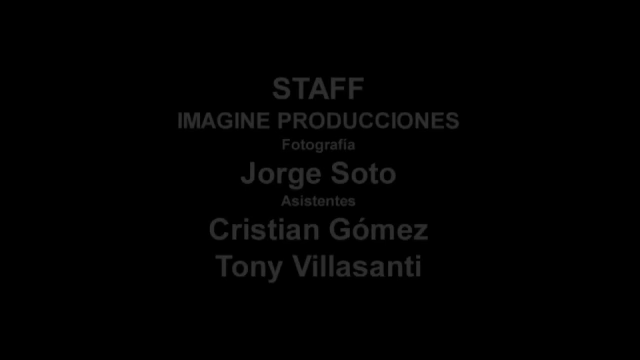 STAFF
IMAGINE PRODUCCIONES
Fotografía
Jorge Soto
Asistentes
Cristian Gómez
Tony Villasanti